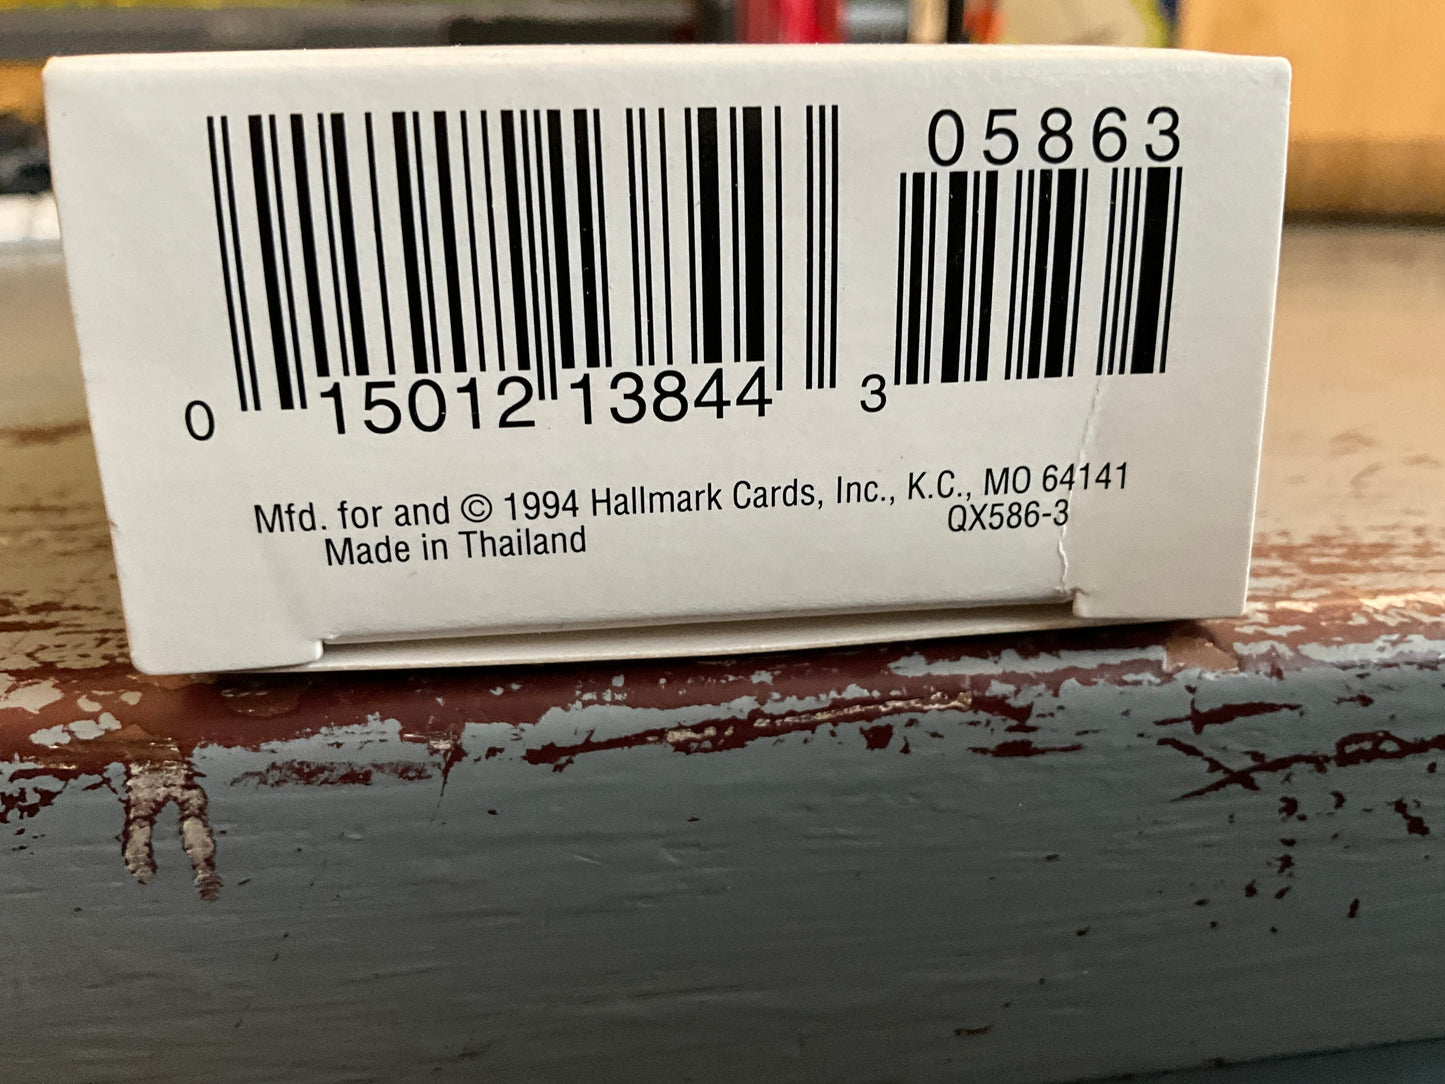 05863
0 15012 13844 3
Mfd. for and © 1994 Hallmark Cards, Inc., K.C., MO 64141
Made in Thailand QX586-3